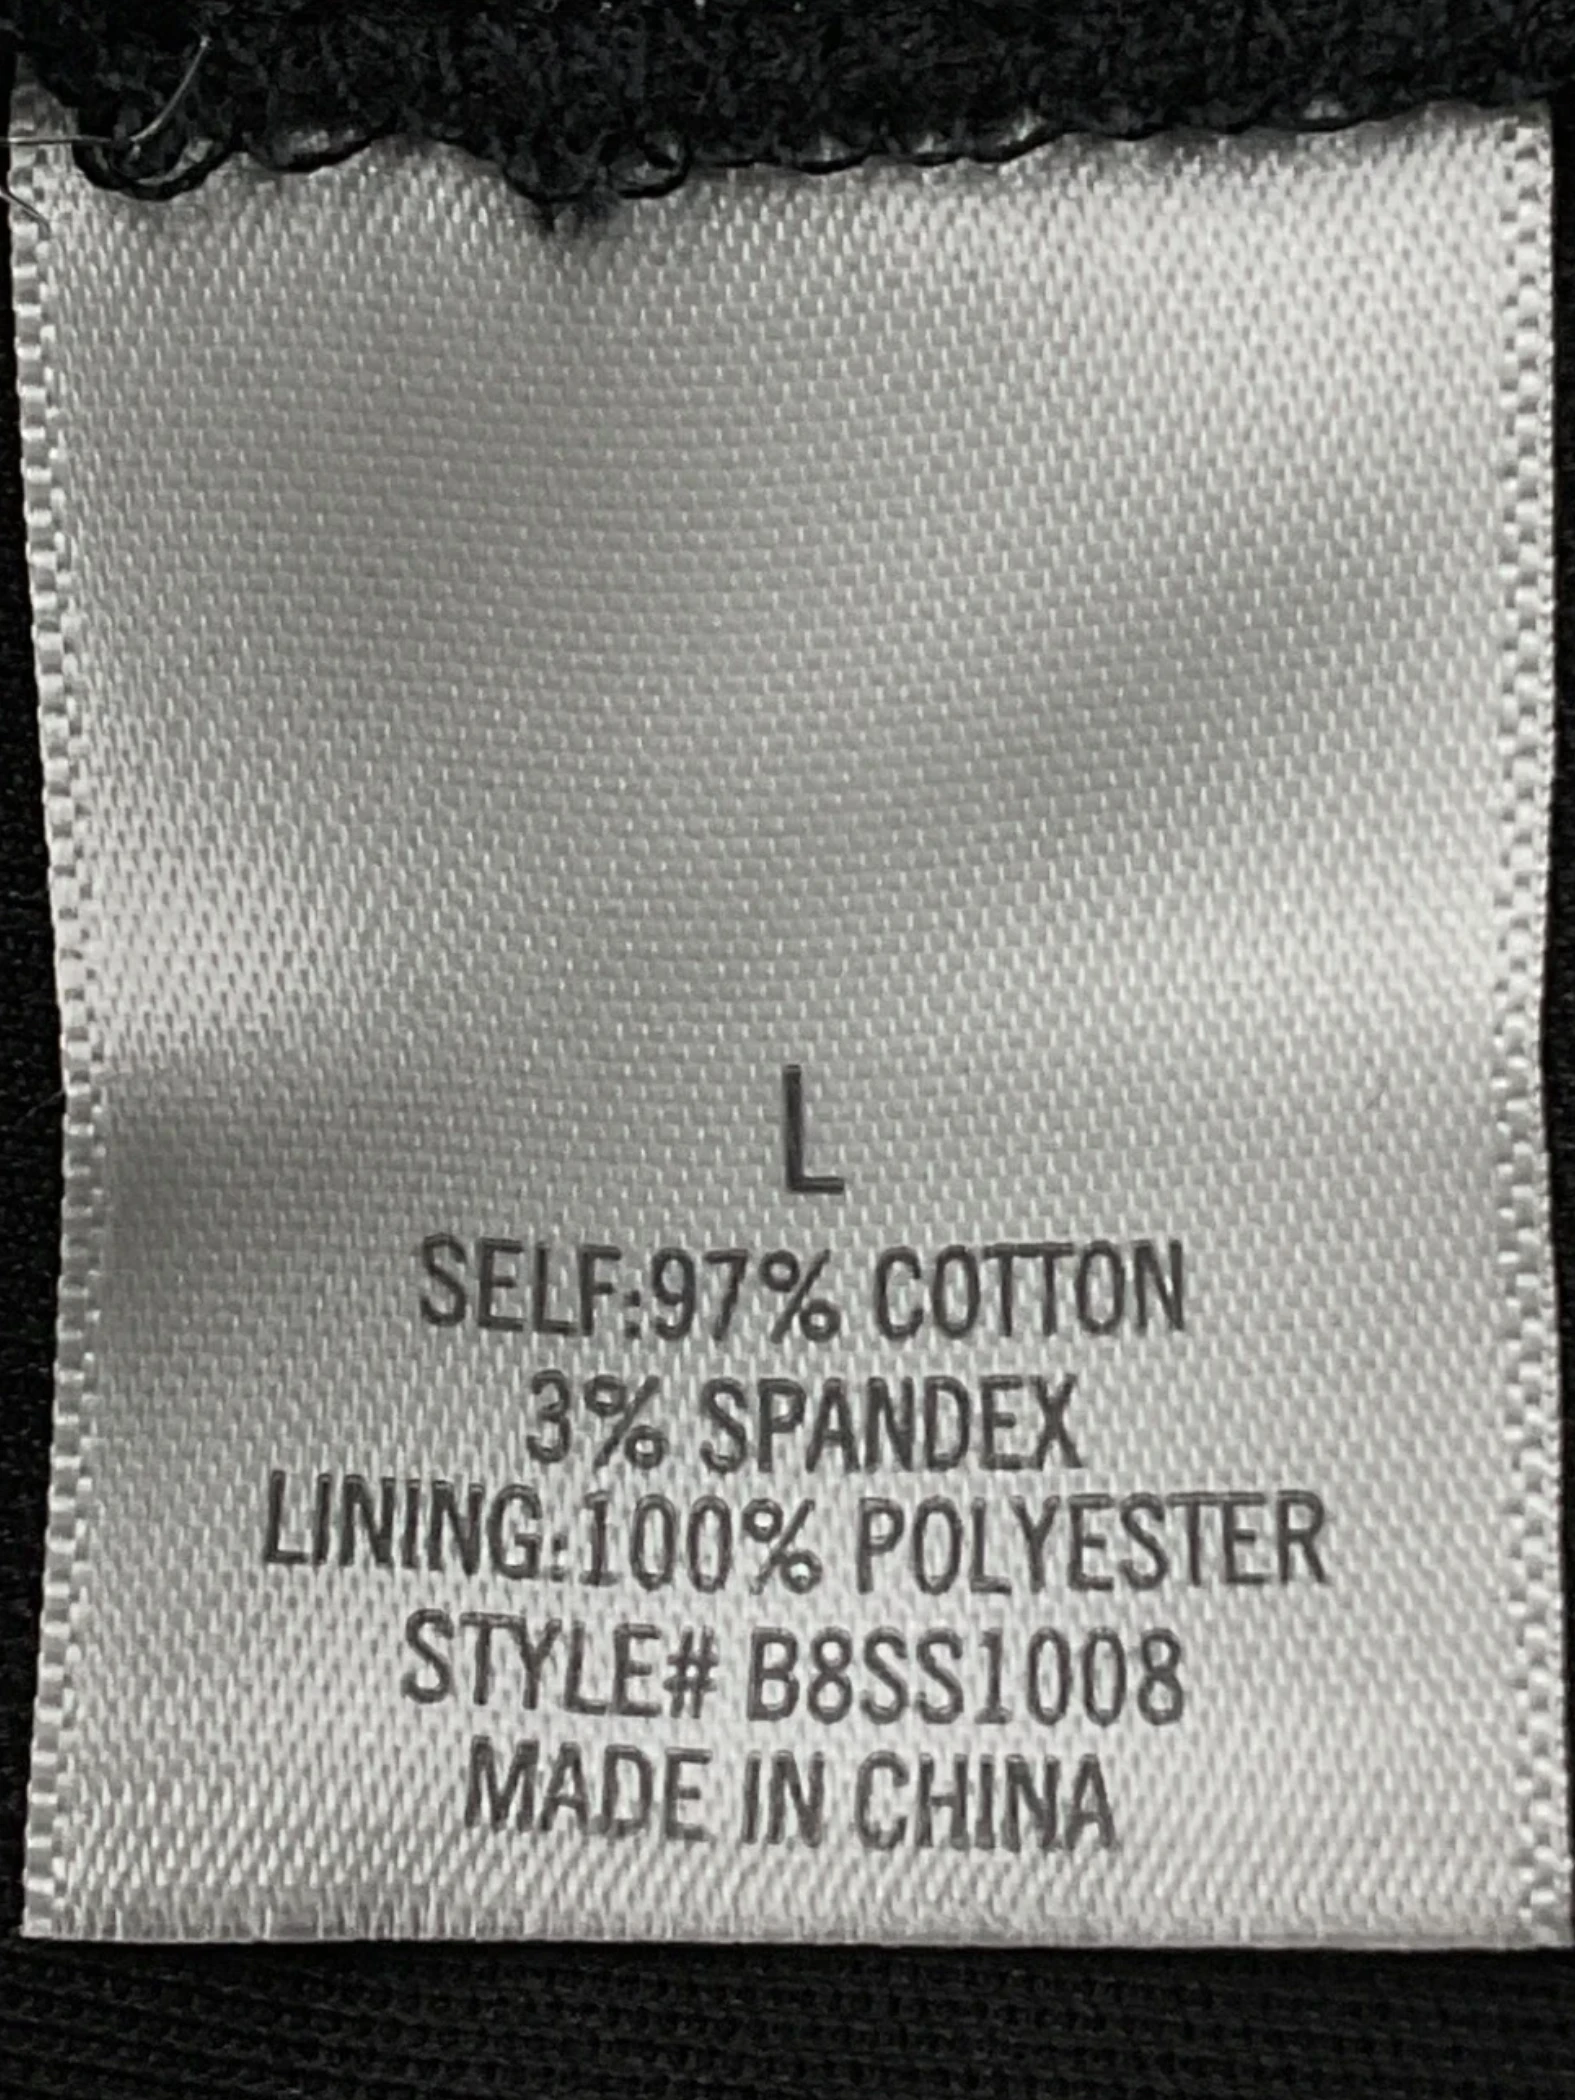 L
SELF:97% COTTON
3% SPANDEX
LINING:100% POLYESTER
STYLE# B8SS1008
MADE IN CHINA